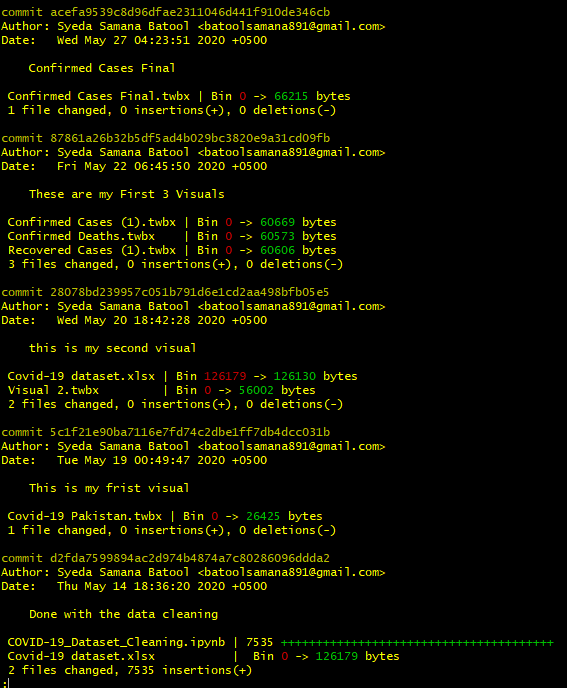 commit acefa9539c8d96dfae2311046d441f910de346cb
Author: Syeda Samana Batool <batoolsamana891@gmail.com>
Date:   Wed May 27 04:23:51 2020 +0500
Confirmed Cases Final
Confirmed Cases Final.twbx | Bin 0 -> 66215 bytes
1 file changed, 0 insertions(+), 0 deletions(-)
commit 87861a26b32b5df5ad4b029bc3820e9a31cd09fb
Author: Syeda Samana Batool <batoolsamana891@gmail.com>
Date:   Fri May 22 06:45:50 2020 +0500
These are my First 3 Visuals
Confirmed Cases (1).twbx | Bin 0 -> 60669 bytes
Confirmed Deaths.twbx    | Bin 0 -> 60573 bytes
Recovered Cases (1).twbx | Bin 0 -> 60606 bytes
3 files changed, 0 insertions(+), 0 deletions(-)
commit 28078bd239957c051b791d6e1cd2aa498bfb05e5
Author: Syeda Samana Batool <batoolsamana891@gmail.com>
Date:   Wed May 20 18:42:28 2020 +0500
this is my second visual
Covid-19 dataset.xlsx | Bin 126179 -> 126130 bytes
Visual 2.twbx         | Bin 0 -> 56002 bytes
2 files changed, 0 insertions(+), 0 deletions(-)
commit 5c1f21e90ba7116e7fd74c2dbe1ff7db4dcc031b
Author: Syeda Samana Batool <batoolsamana891@gmail.com>
Date:   Tue May 19 00:49:47 2020 +0500
This is my frist visual
Covid-19 Pakistan.twbx | Bin 0 -> 26425 bytes
1 file changed, 0 insertions(+), 0 deletions(-)
commit d2fda7599894ac2d974b4874a7c80286096ddda2
Author: Syeda Samana Batool <batoolsamana891@gmail.com>
Date:   Thu May 14 18:36:20 2020 +0500
Done with the data cleaning
COVID-19_Dataset_Cleaning.ipynb | 7535 +++++++++++++++++++++++++++++++++++++++
Covid-19 dataset.xlsx           |  Bin 0 -> 126179 bytes
2 files changed, 7535 insertions(+)
: